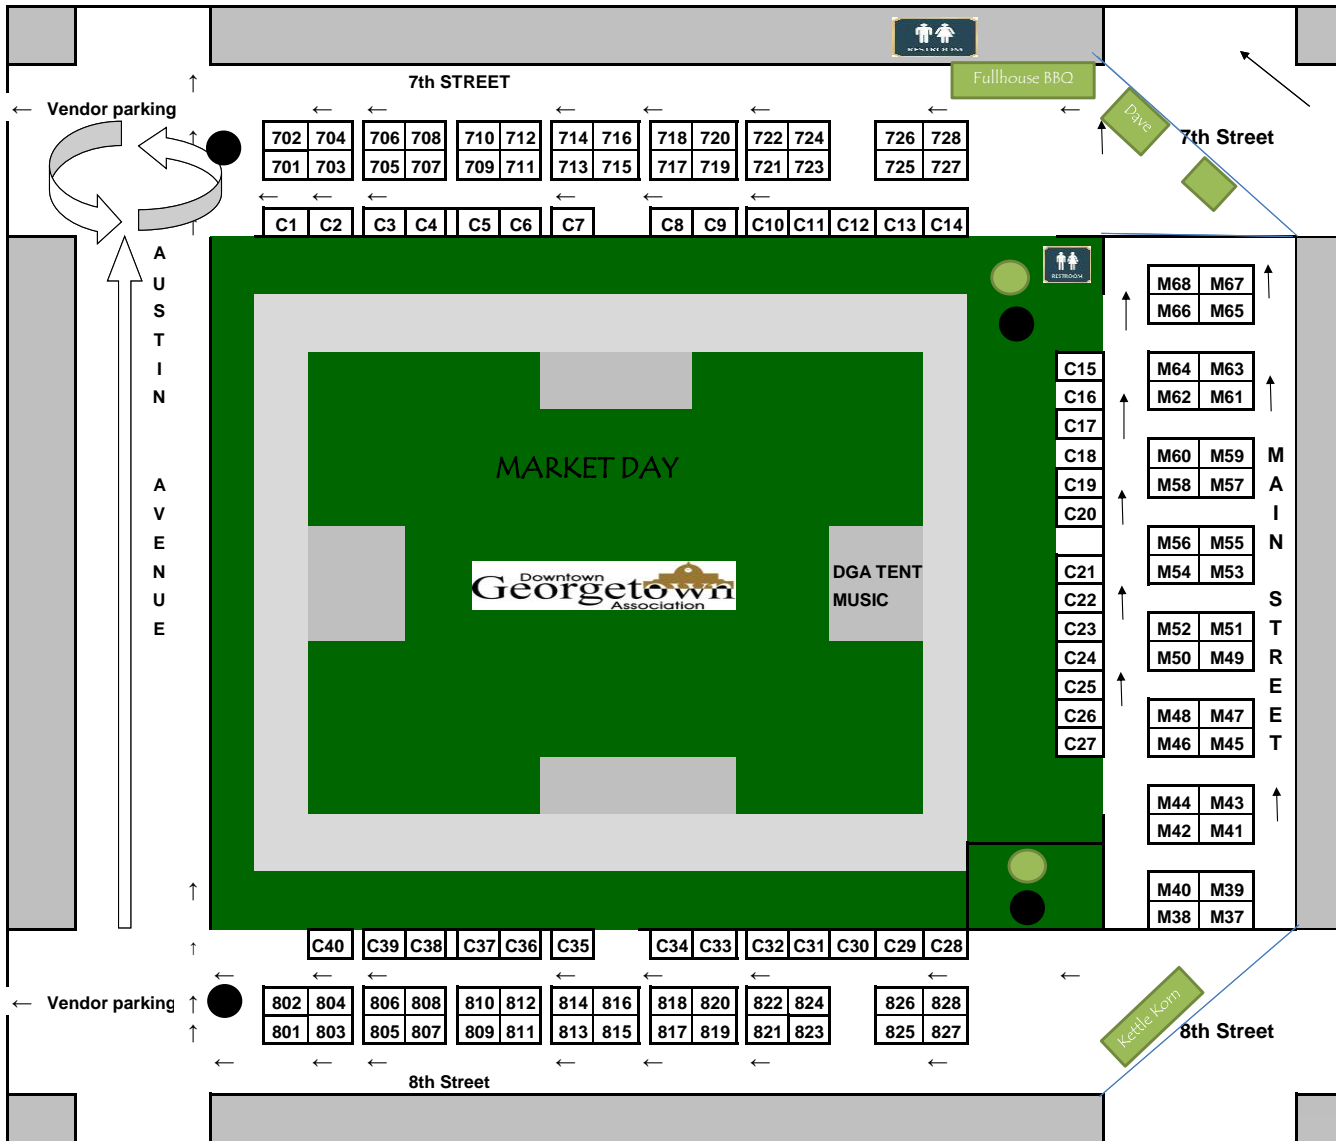 RESTROOM
Fullhouse BBQ
7th STREET
← Vendor parking
Dave
7th Street
702 704 706 708 710 712 714 716 718 720 722 724 726 728
701 703 705 707 709 711 713 715 717 719 721 723 725 727
C1 C2 C3 C4 C5 C6 C7 C8 C9 C10 C11 C12 C13 C14
AUSTIN AVENUE
RESTROOM
M68 M67
M66 M65
C15
M64 M63
C16
M62 M61
C17
C18
M60 M59
C19
M58 M57
C20
M56 M55
C21
M54 M53
C22
C23
M52 M51
C24
M50 M49
C25
C26
M48 M47
C27
M46 M45
M44 M43
M42 M41
M40 M39
M38 M37
MAIN STREET
MARKET DAY
Downtown
Georgetown
Association
DGA TENT
MUSIC
C40 C39 C38 C37 C36 C35 C34 C33 C32 C31 C30 C29 C28
← Vendor parking
802 804 806 808 810 812 814 816 818 820 822 824 826 828
801 803 805 807 809 811 813 815 817 819 821 823 825 827
Kettle Korn
8th Street
8th Street